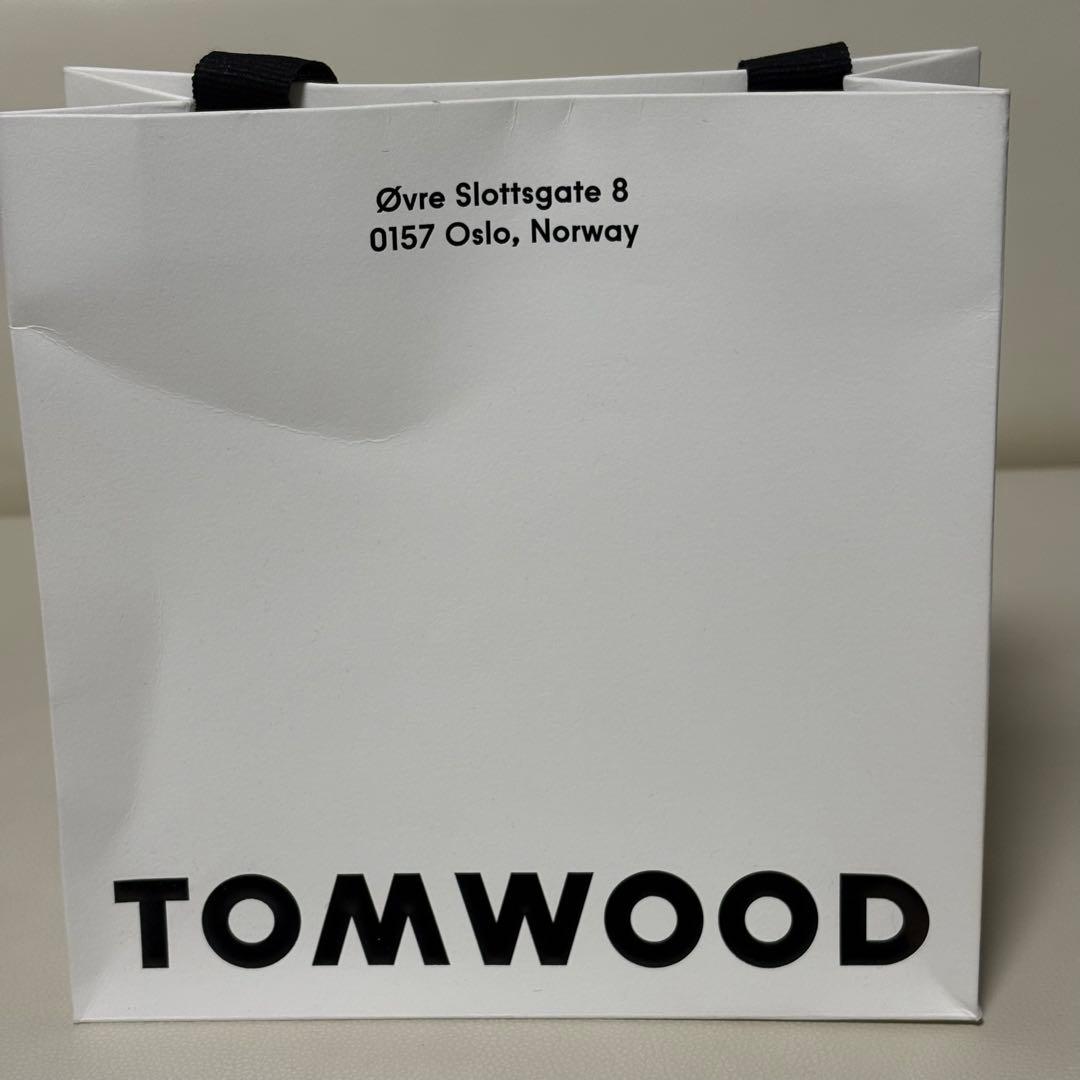 Øvre Slottsgate 8
0157 Oslo, Norway
TOMWOOD